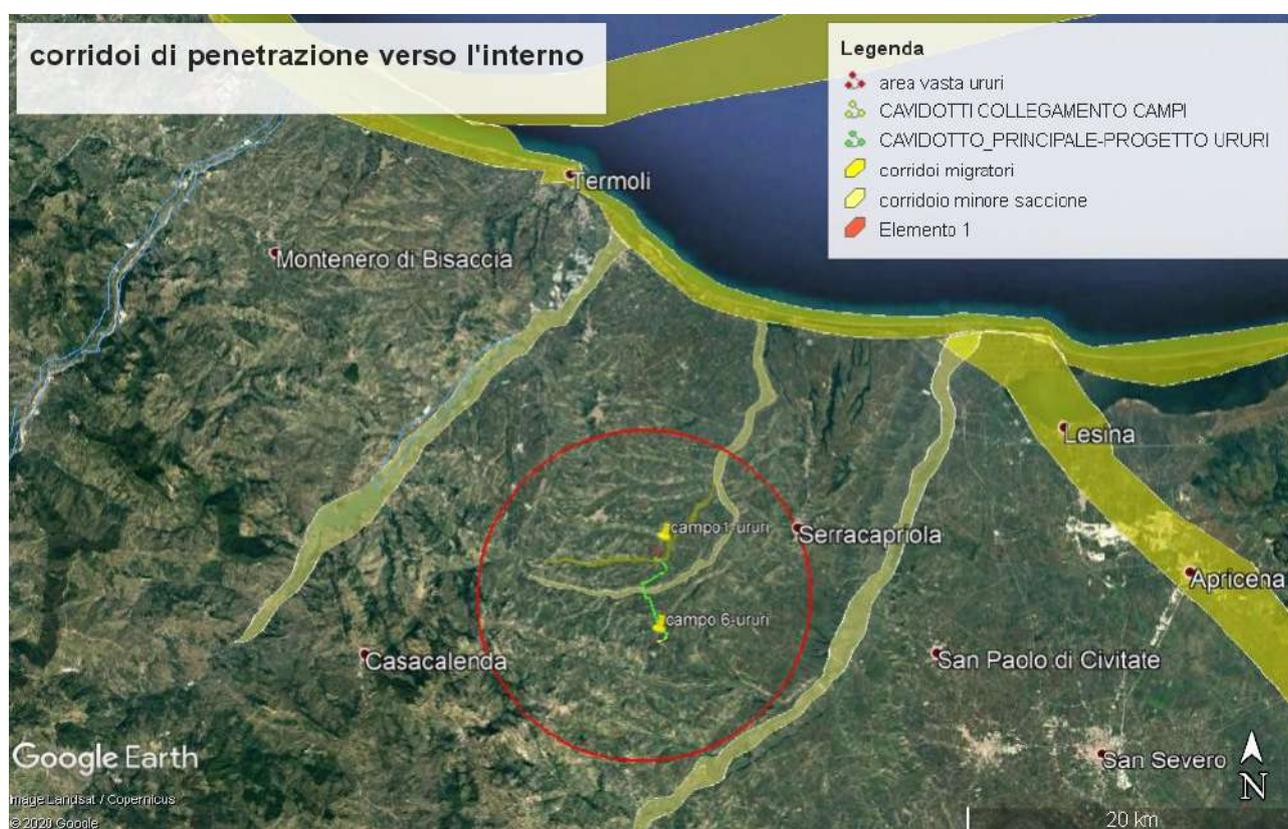 corridoi di penetrazione verso l'interno
Legenda
area vasta ururi
CAVIDOTTI COLLEGAMENTO CAMPI
CAVIDOTTO_PRINCIPALE-PROGETTO URURI
corridoi migratori
corridoio minore saccione
Elemento 1
Termoli
Montenero di Bisaccia
Lesina
campo 1-ururi
Serracapriola
Apricena
campo 6-ururi
Casacalenda
San Paolo di Civitate
Google Earth
San Severo
N
Image Landsat / Copernicus
© 2020 Google
20 km